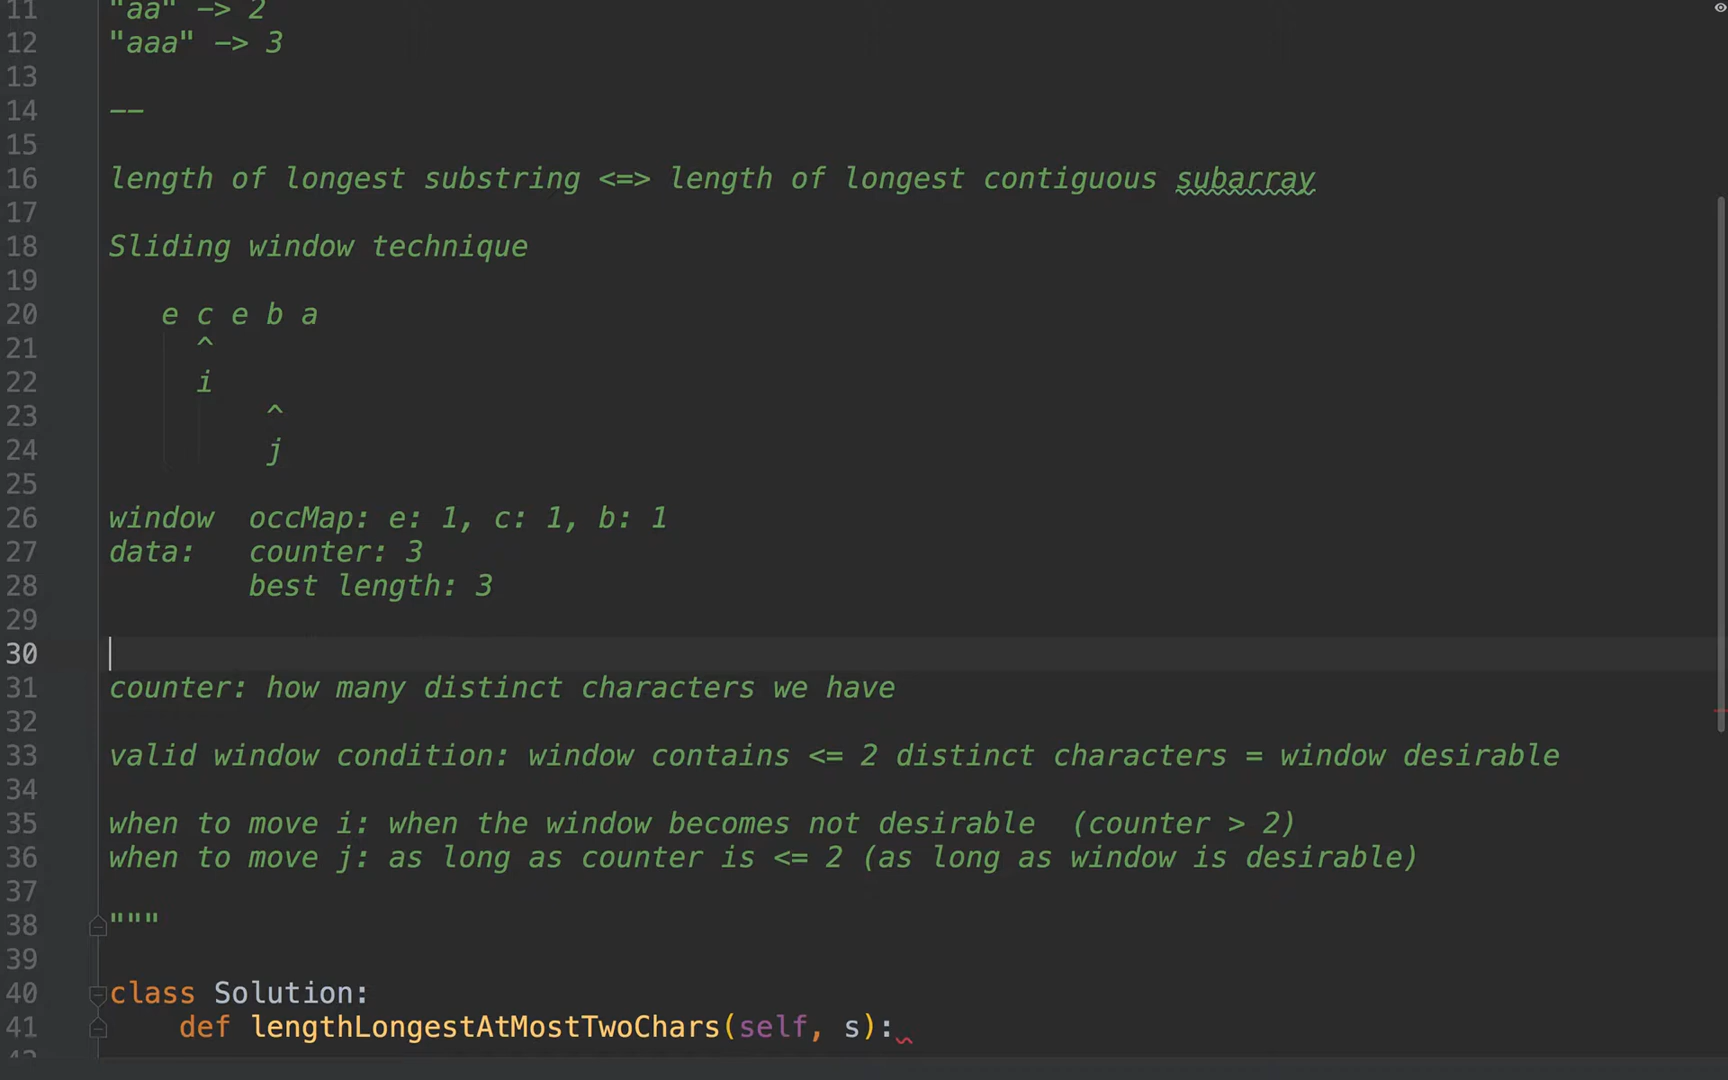 11 "aa" -> 2
12 "aaa" -> 3
13
14 --
15
16 length of longest substring <=> length of longest contiguous subarray
17
18 Sliding window technique
19
20 e c e b a
21 ^
22 i
23 ^
24 j
25
26 window occMap: e: 1, c: 1, b: 1
27 data: counter: 3
28 best length: 3
29
30
31 counter: how many distinct characters we have
32
33 valid window condition: window contains <= 2 distinct characters = window desirable
34
35 when to move i: when the window becomes not desirable (counter > 2)
36 when to move j: as long as counter is <= 2 (as long as window is desirable)
37
38 """
39
40 class Solution:
41 def lengthLongestAtMostTwoChars(self, s):